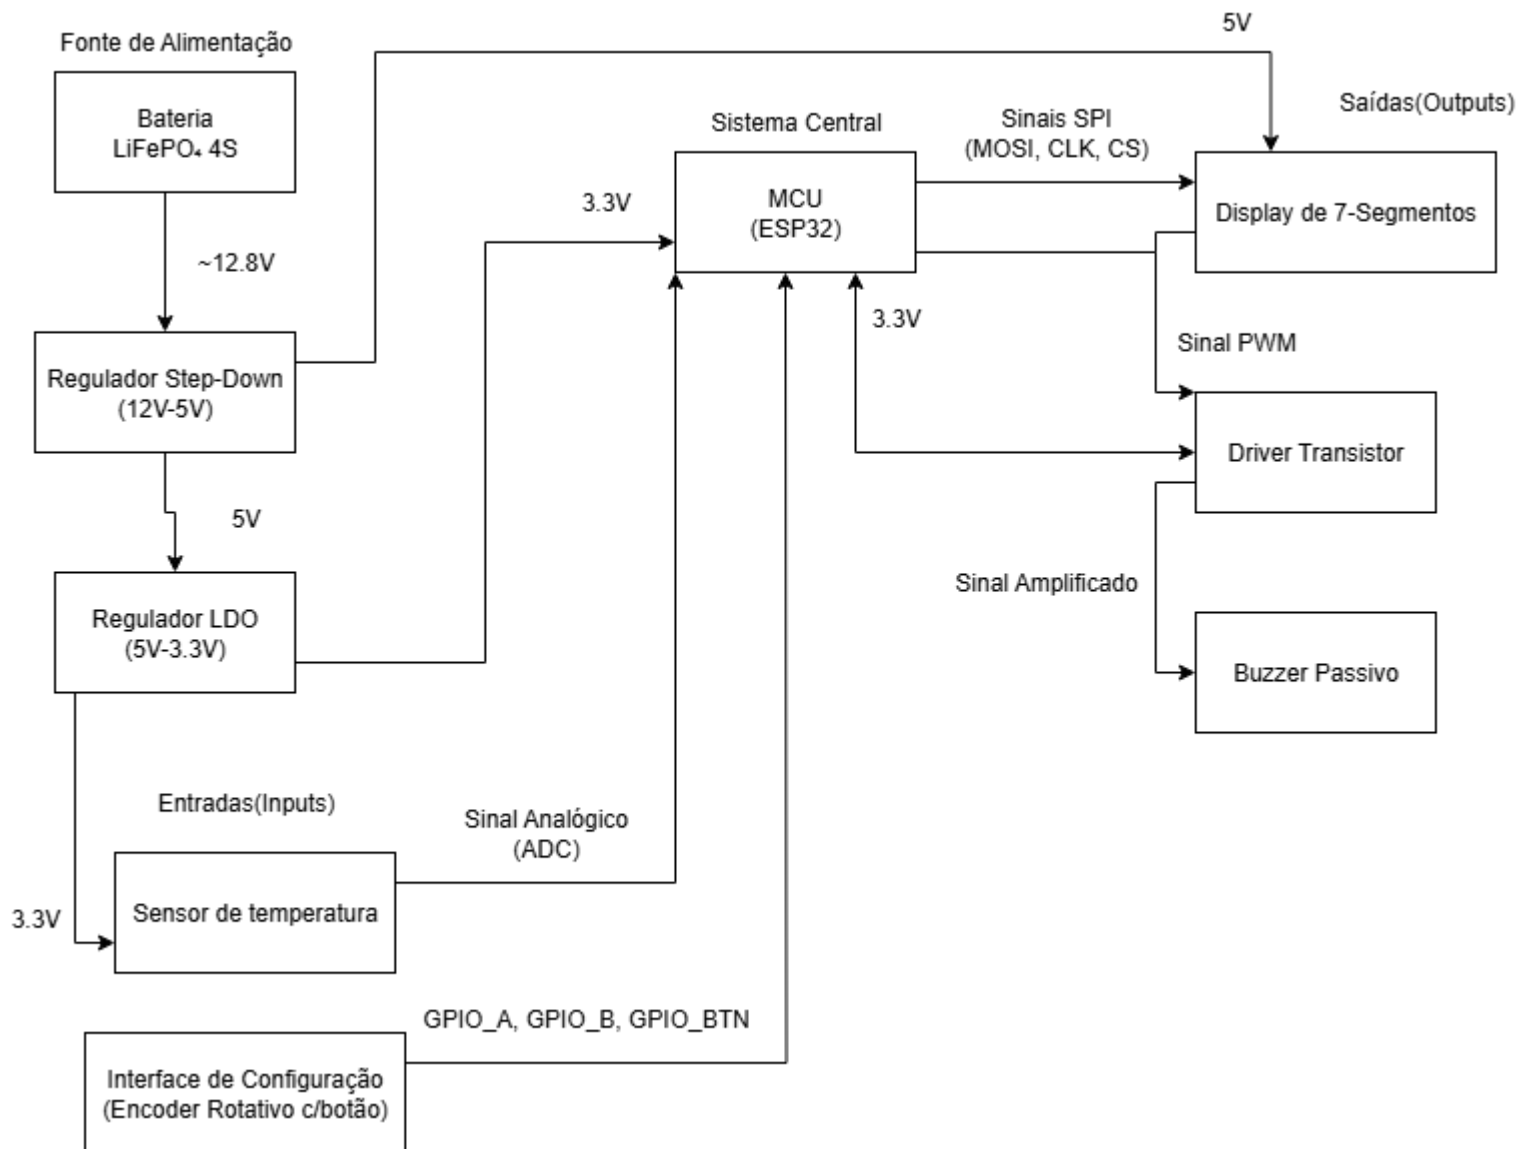 5V
Fonte de Alimentação
Bateria
LiFePO₄ 4S
~12.8V
Regulador Step-Down
(12V-5V)
5V
Regulador LDO
(5V-3.3V)
3.3V
Entradas(Inputs)
Sensor de temperatura
Sinal Analógico
(ADC)
GPIO_A, GPIO_B, GPIO_BTN
Interface de Configuração
(Encoder Rotativo c/botão)
Sistema Central
3.3V
MCU
(ESP32)
3.3V
Sinais SPI
(MOSI, CLK, CS)
Saídas(Outputs)
Display de 7-Segmentos
Sinal PWM
Driver Transistor
Sinal Amplificado
Buzzer Passivo